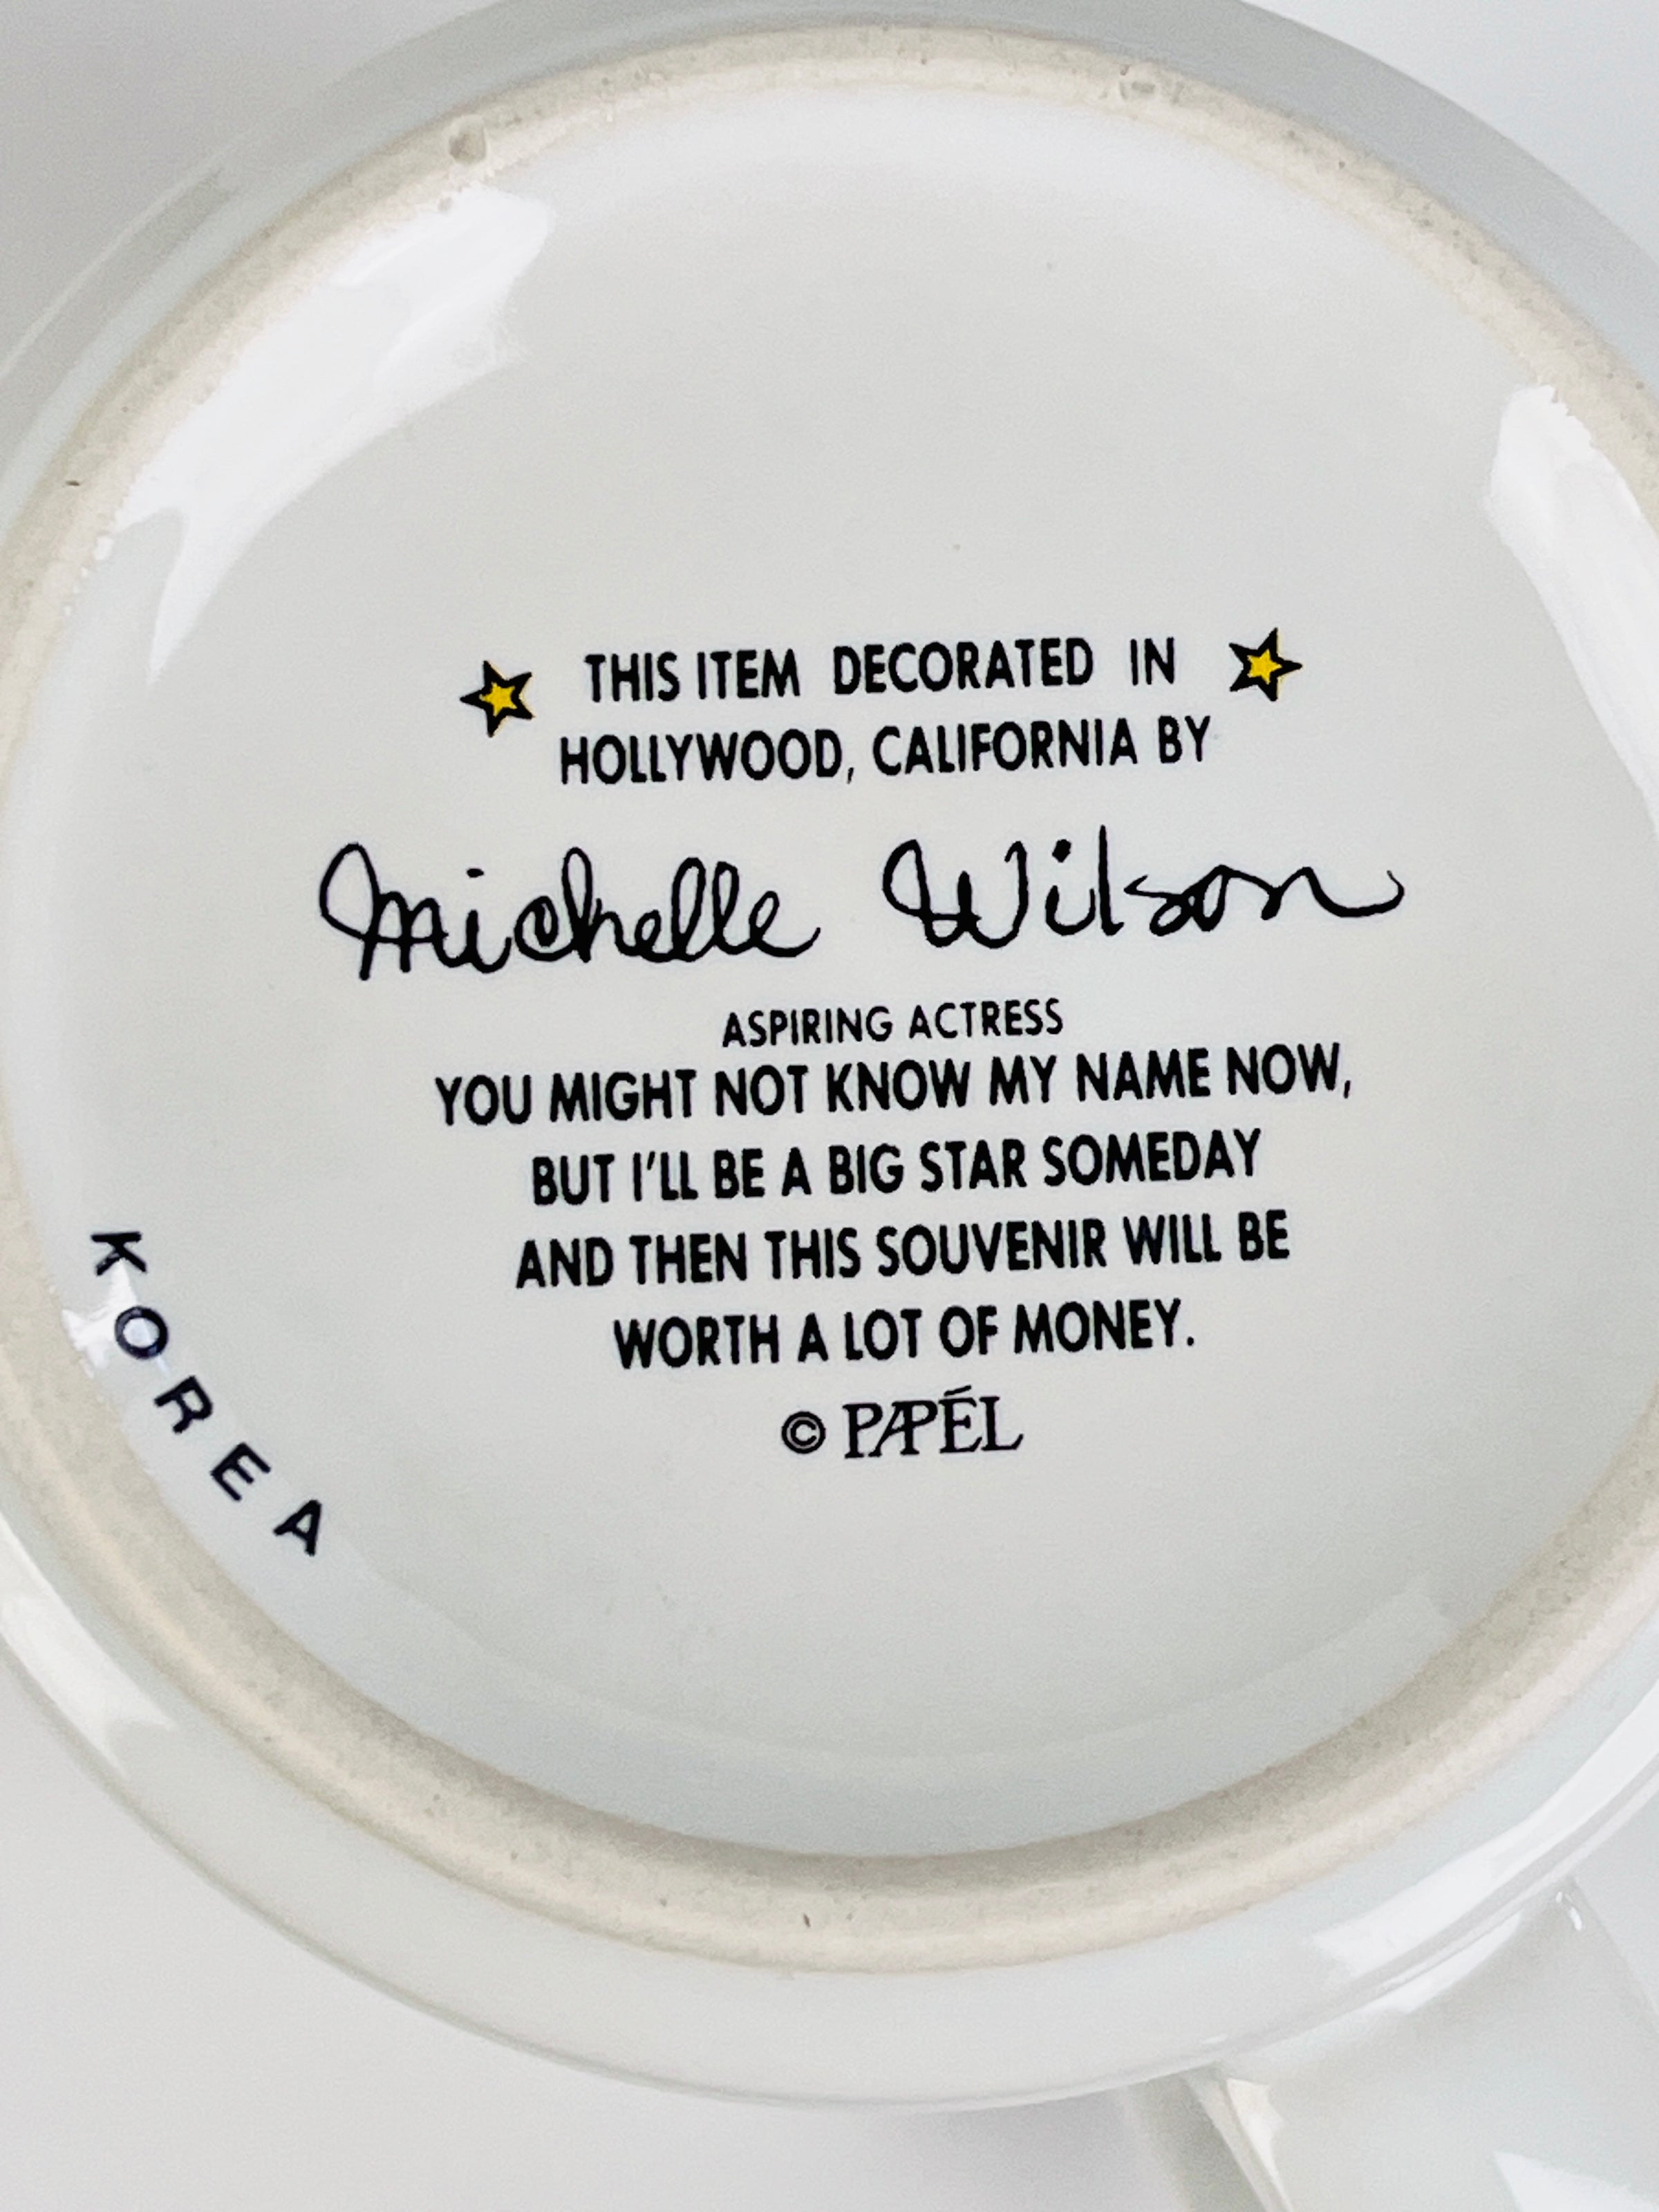 THIS ITEM DECORATED IN
HOLLYWOOD, CALIFORNIA BY
Michelle Wilson
ASPIRING ACTRESS
YOU MIGHT NOT KNOW MY NAME NOW,
BUT I'LL BE A BIG STAR SOMEDAY
AND THEN THIS SOUVENIR WILL BE
WORTH A LOT OF MONEY.
© PAPÉL
KOREA